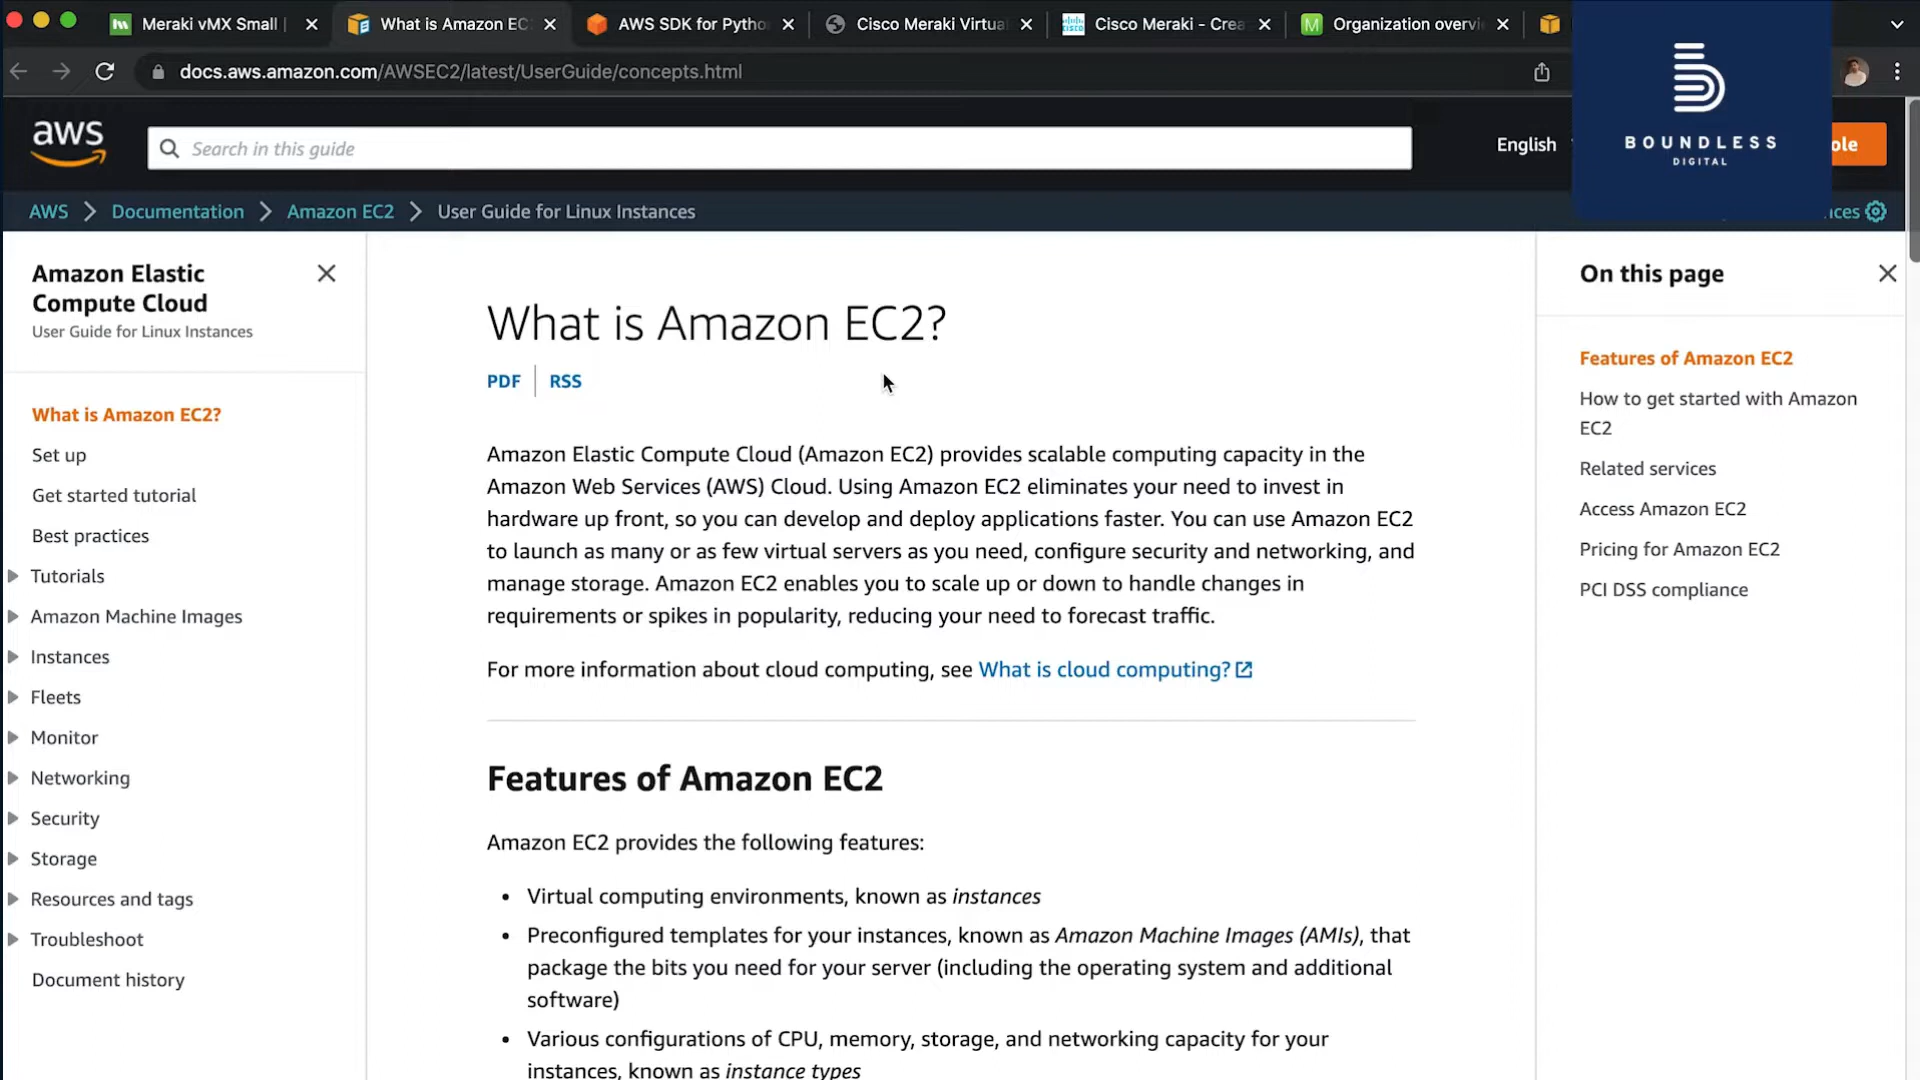 Meraki vMX Small
What is Amazon EC
AWS SDK for Pytho
Cisco Meraki Virtua
Cisco Meraki - Crea
Organization overvi
docs.aws.amazon.com/AWSEC2/latest/UserGuide/concepts.html
BOUNDLESS
DIGITAL
aws
Search in this guide
English
ole
AWS
Documentation
Amazon EC2
User Guide for Linux Instances
nces
Amazon Elastic
Compute Cloud
User Guide for Linux Instances
What is Amazon EC2?
Set up
Get started tutorial
Best practices
Tutorials
Amazon Machine Images
Instances
Fleets
Monitor
Networking
Security
Storage
Resources and tags
Troubleshoot
Document history
What is Amazon EC2?
PDF
RSS
Amazon Elastic Compute Cloud (Amazon EC2) provides scalable computing capacity in the
Amazon Web Services (AWS) Cloud. Using Amazon EC2 eliminates your need to invest in
hardware up front, so you can develop and deploy applications faster. You can use Amazon EC2
to launch as many or as few virtual servers as you need, configure security and networking, and
manage storage. Amazon EC2 enables you to scale up or down to handle changes in
requirements or spikes in popularity, reducing your need to forecast traffic.
For more information about cloud computing, see What is cloud computing?
Features of Amazon EC2
Amazon EC2 provides the following features:
• Virtual computing environments, known as instances
• Preconfigured templates for your instances, known as Amazon Machine Images (AMIs), that
package the bits you need for your server (including the operating system and additional
software)
• Various configurations of CPU, memory, storage, and networking capacity for your
instances, known as instance types
On this page
Features of Amazon EC2
How to get started with Amazon
EC2
Related services
Access Amazon EC2
Pricing for Amazon EC2
PCI DSS compliance